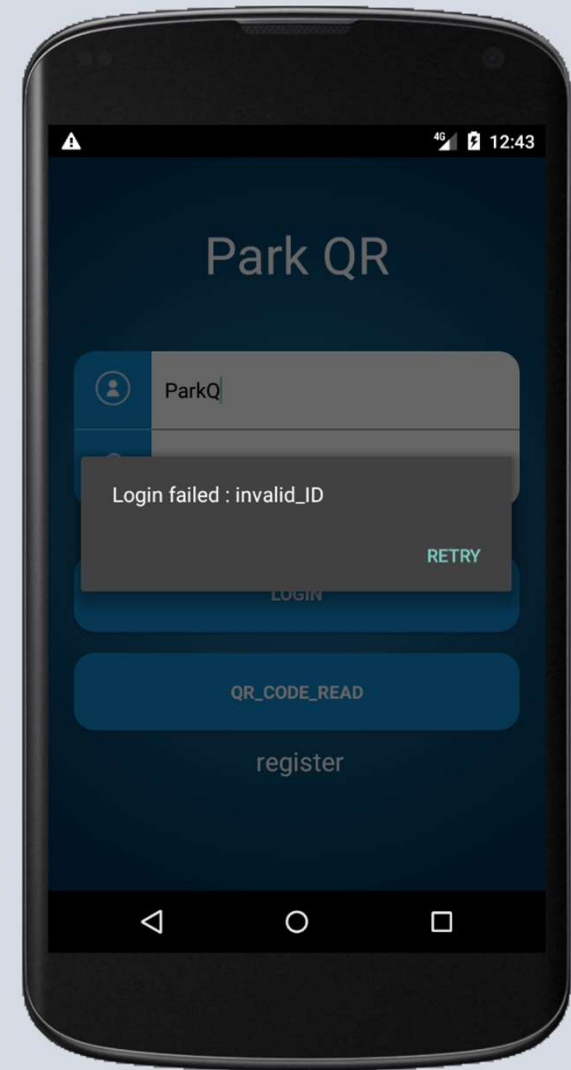 4G 12:43
Park QR
ParkQ
Login failed : invalid_ID
RETRY
LOGIN
QR_CODE_READ
register